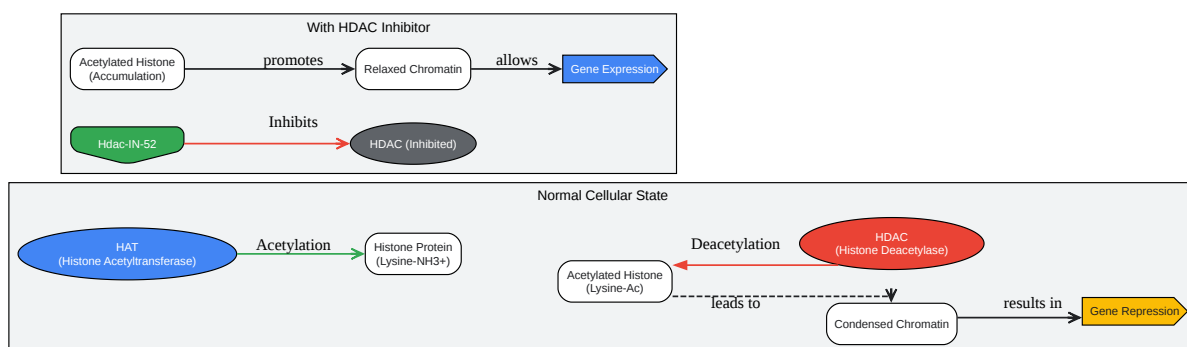 With HDAC Inhibitor
Acetylated Histone
(Accumulation)
promotes
Relaxed Chromatin
allows
Gene Expression
Hdac-IN-52
Inhibits
HDAC (Inhibited)
Normal Cellular State
HAT
(Histone Acetyltransferase)
Acetylation
Histone Protein
(Lysine-NH3+)
Deacetylation
HDAC
(Histone Deacetylase)
Acetylated Histone
(Lysine-Ac)
leads to
Condensed Chromatin
results in
Gene Repression